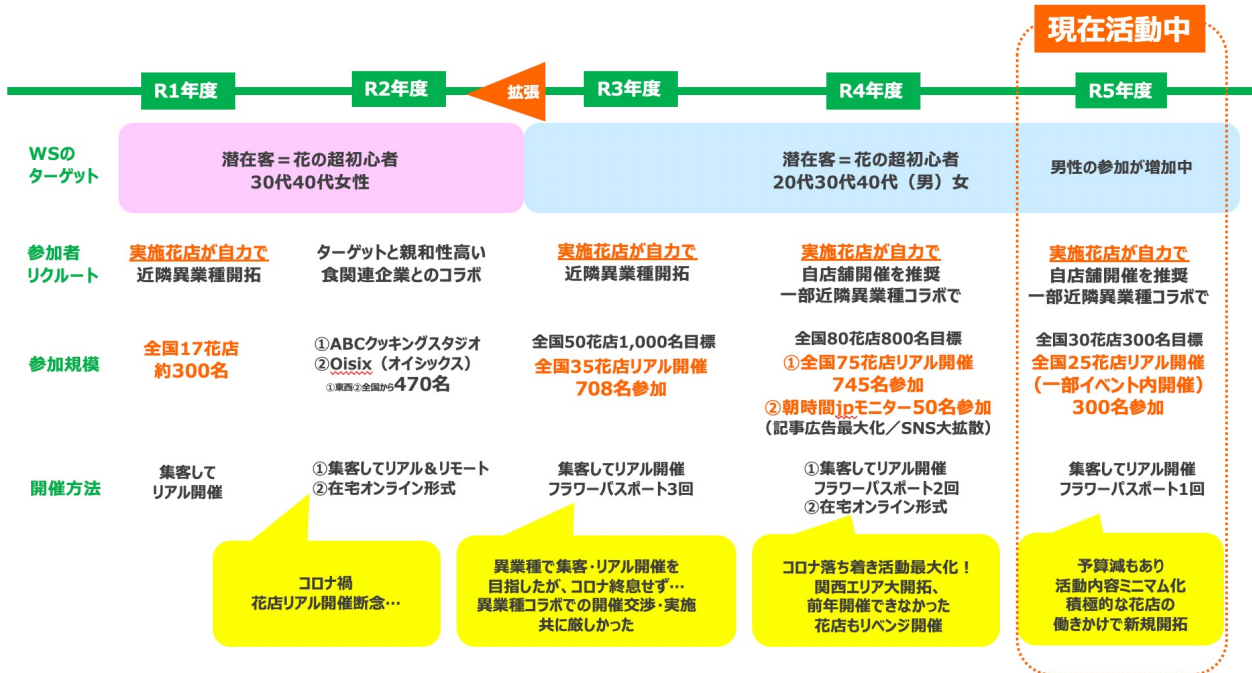 現在活動中
R1年度
R2年度
拡張
R3年度
R4年度
R5年度
WSの
ターゲット
潜在客＝花の超初心者
30代40代女性
潜在客＝花の超初心者
20代30代40代（男）女
男性の参加が増加中
参加者
リクルート
実施花店が自力で
近隣異業種開拓
ターゲットと親和性高い
食関連企業とのコラボ
実施花店が自力で
近隣異業種開拓
実施花店が自力で
自店舗開催を推奨
一部近隣異業種コラボで
実施花店が自力で
自店舗開催を推奨
一部近隣異業種コラボで
参加規模
全国17花店
約300名
①ABCクッキングスタジオ
②Oisix（オイシックス）
①東西②全国から470名
全国50花店1,000名目標
全国35花店リアル開催
708名参加
全国80花店800名目標
①全国75花店リアル開催
745名参加
②朝時間jpモニター50名参加
（記事広告最大化／SNS大拡散）
全国30花店300名目標
全国25花店リアル開催
（一部イベント内開催）
300名参加
開催方法
集客して
リアル開催
①集客してリアル＆リモート
②在宅オンライン形式
集客してリアル開催
フラワーパスポート3回
①集客してリアル開催
フラワーパスポート2回
②在宅オンライン形式
集客してリアル開催
フラワーパスポート1回
コロナ禍
花店リアル開催断念…
異業種で集客・リアル開催を
目指したが、コロナ終息せず…
異業種コラボでの開催交渉・実施
共に厳しかった
コロナ落ち着き活動最大化！
関西エリア大開拓、
前年開催できなかった
花店もリベンジ開催
予算減もあり
活動内容ミニマム化
積極的な花店の
働きかけで新規開拓